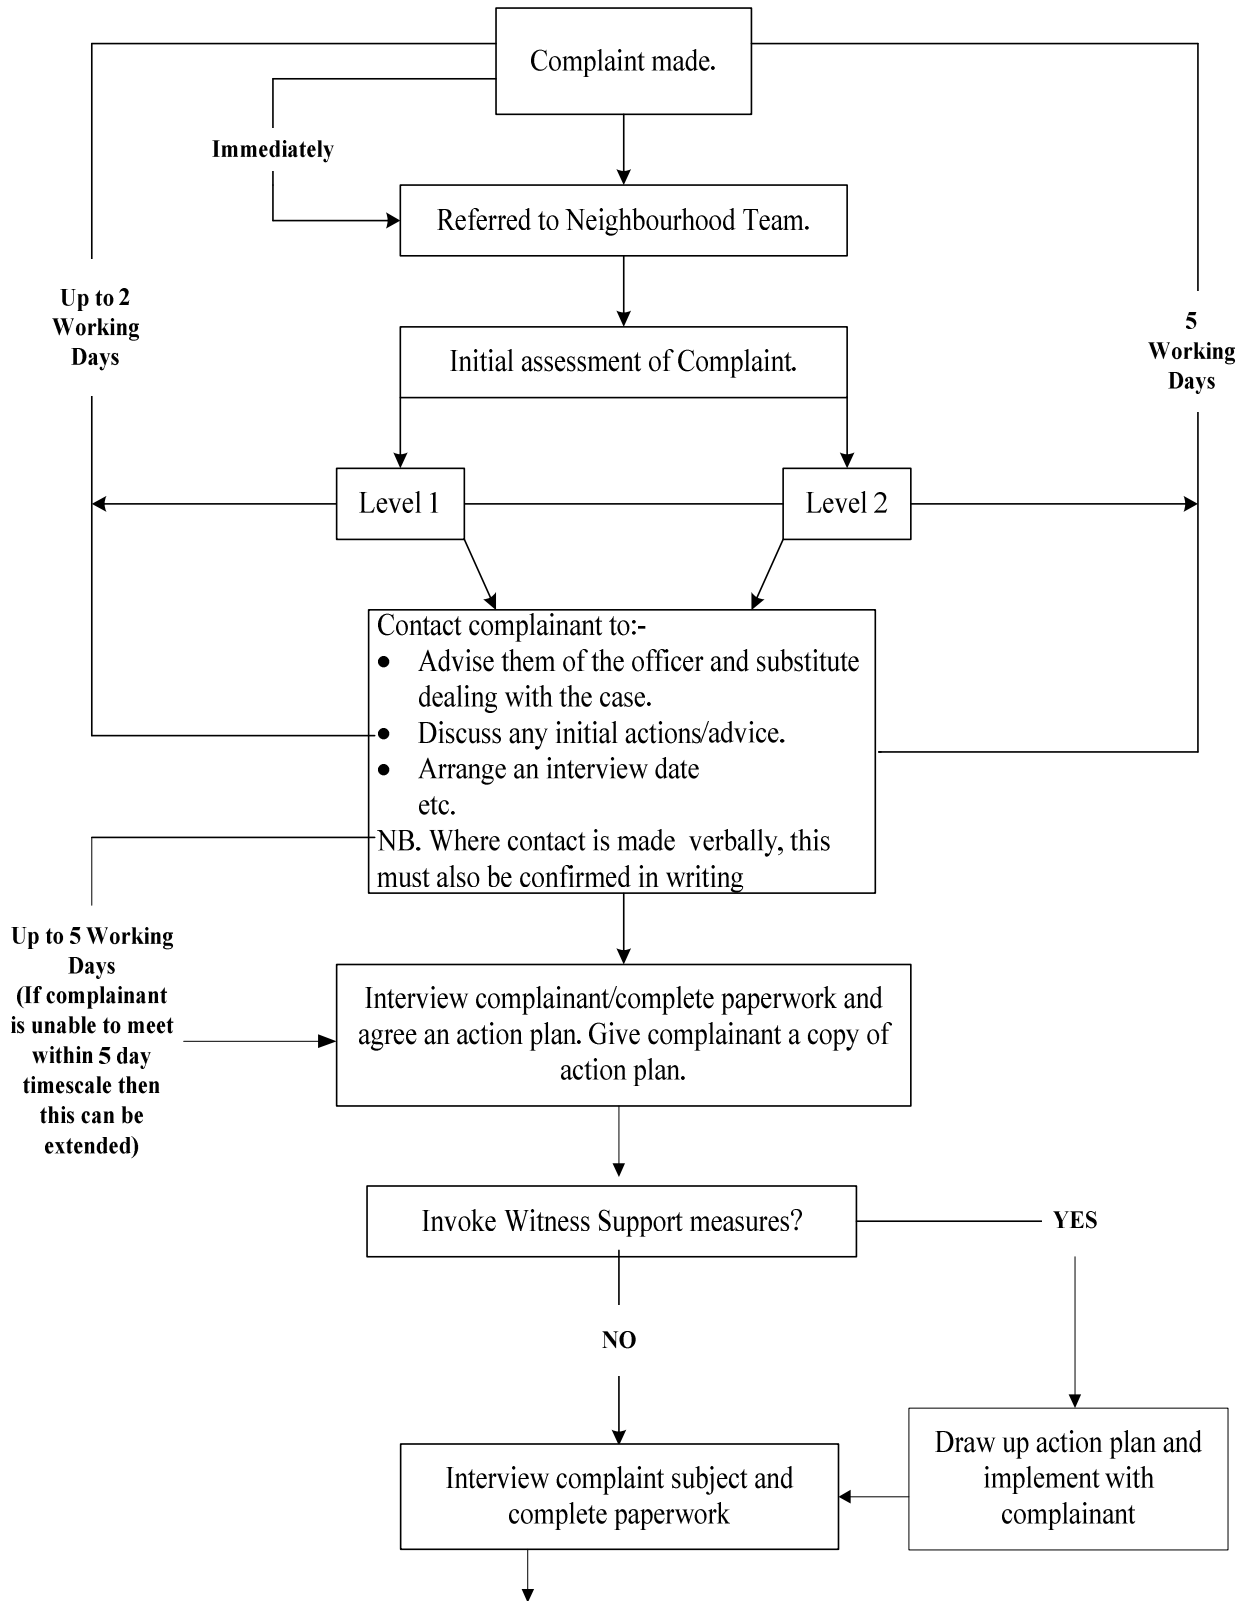 Complaint made.
Immediately
Referred to Neighbourhood Team.
Up to 2
Working
Days
5
Working
Days
Initial assessment of Complaint.
Level 1
Level 2
Contact complainant to:-
• Advise them of the officer and substitute
dealing with the case.
• Discuss any initial actions/advice.
• Arrange an interview date
etc.
NB. Where contact is made verbally, this
must also be confirmed in writing
Up to 5 Working
Days
(If complainant
is unable to meet
within 5 day
timescale then
this can be
extended)
Interview complainant/complete paperwork and
agree an action plan. Give complainant a copy of
action plan.
Invoke Witness Support measures?
YES
NO
Draw up action plan and
implement with
complainant
Interview complaint subject and
complete paperwork